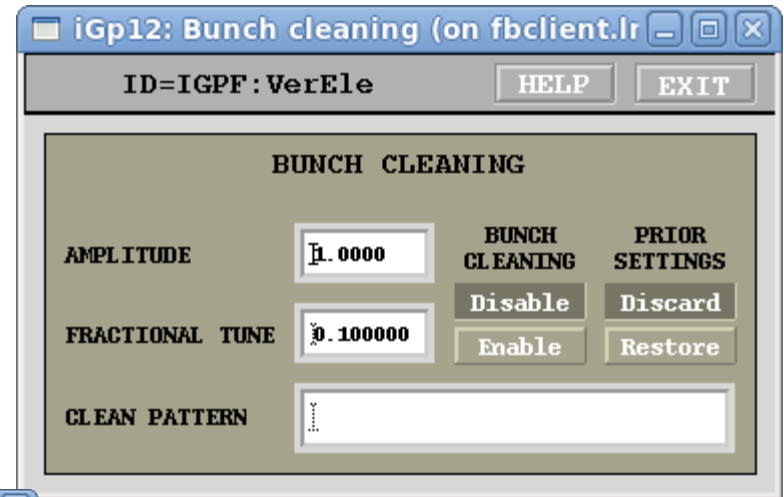 iGp12: Bunch cleaning (on fbclient.lr
ID=IGPF:VerEle HELP EXIT
BUNCH CLEANING
AMPLITUDE 1.0000
BUNCH CLEANING
PRIOR SETTINGS
Disable Discard
FRACTIONAL TUNE 0.100000
Enable Restore
CLEAN PATTERN